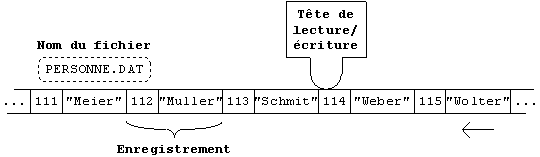 Tête de
lecture/
écriture
Nom du fichier
PERSONNE.DAT
... 111 "Meier" 112 "Muller" 113 "Schmit" 114 "Weber" 115 "Wolter" ...
Enregistrement